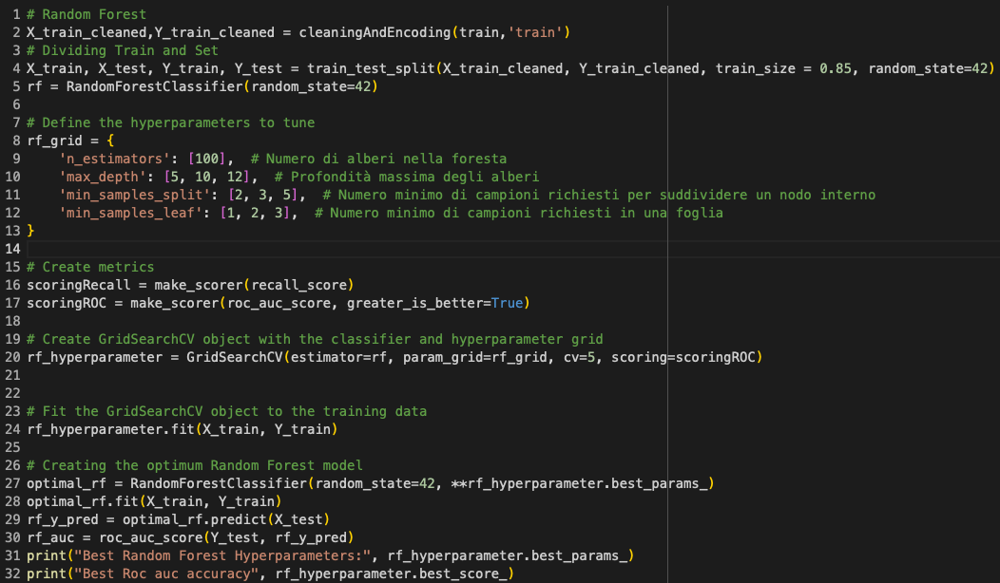 1 # Random Forest
2 X_train_cleaned,Y_train_cleaned = cleaningAndEncoding(train,'train')
3 # Dividing Train and Set
4 X_train, X_test, Y_train, Y_test = train_test_split(X_train_cleaned, Y_train_cleaned, train_size = 0.85, random_state=42)
5 rf = RandomForestClassifier(random_state=42)
6
7 # Define the hyperparameters to tune
8 rf_grid = {
9     'n_estimators': [100],  # Numero di alberi nella foresta
10     'max_depth': [5, 10, 12],  # Profondità massima degli alberi
11     'min_samples_split': [2, 3, 5],  # Numero minimo di campioni richiesti per suddividere un nodo interno
12     'min_samples_leaf': [1, 2, 3],  # Numero minimo di campioni richiesti in una foglia
13 }
14
15 # Create metrics
16 scoringRecall = make_scorer(recall_score)
17 scoringROC = make_scorer(roc_auc_score, greater_is_better=True)
18
19 # Create GridSearchCV object with the classifier and hyperparameter grid
20 rf_hyperparameter = GridSearchCV(estimator=rf, param_grid=rf_grid, cv=5, scoring=scoringROC)
21
22
23 # Fit the GridSearchCV object to the training data
24 rf_hyperparameter.fit(X_train, Y_train)
25
26 # Creating the optimum Random Forest model
27 optimal_rf = RandomForestClassifier(random_state=42, **rf_hyperparameter.best_params_)
28 optimal_rf.fit(X_train, Y_train)
29 rf_y_pred = optimal_rf.predict(X_test)
30 rf_auc = roc_auc_score(Y_test, rf_y_pred)
31 print("Best Random Forest Hyperparameters:", rf_hyperparameter.best_params_)
32 print("Best Roc auc accuracy", rf_hyperparameter.best_score_)